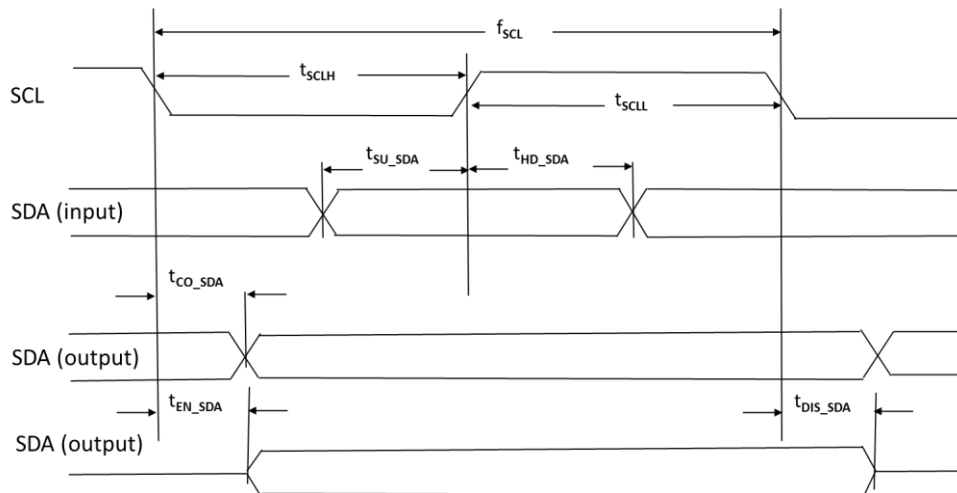 fSCL
tSCLH
SCL
tSCLL
tSU_SDA
tHD_SDA
SDA (input)
tCO_SDA
SDA (output)
tEN_SDA
tDIS_SDA
SDA (output)